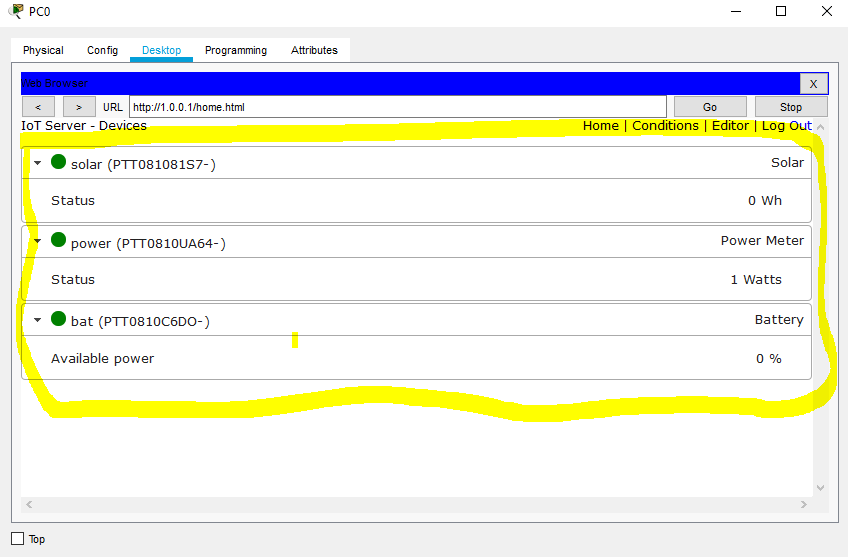 PC0
Physical Config Desktop Programming Attributes
Web Browser X
< > URL http://1.0.0.1/home.html Go Stop
IoT Server - Devices Home | Conditions | Editor | Log Out
solar (PTT081081S7-) Solar
Status 0 Wh
power (PTT0810UA64-) Power Meter
Status 1 Watts
bat (PTT0810C6DO-) Battery
Available power 0 %
Top